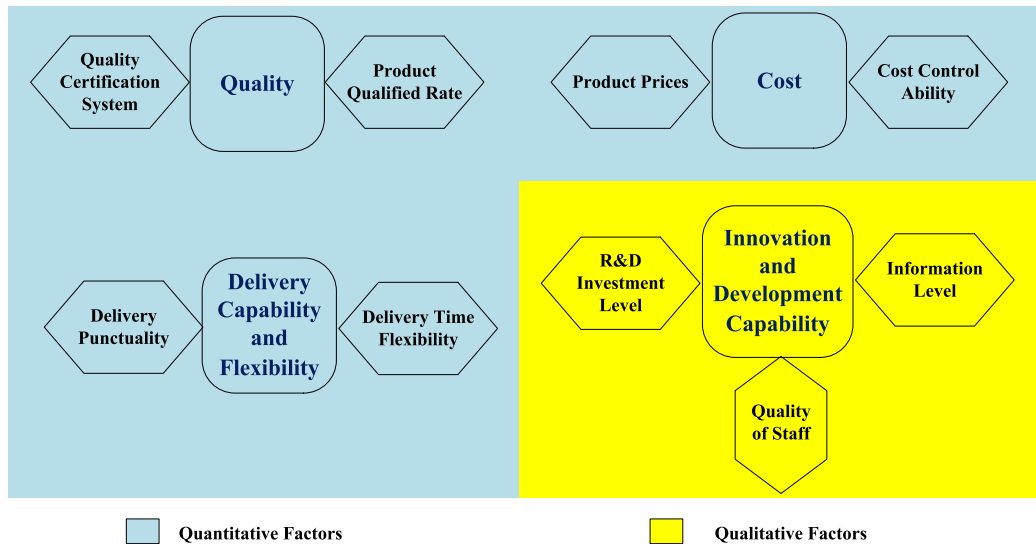 Quality
Certification
System
Quality
Product
Qualified Rate
Product Prices
Cost
Cost Control
Ability
Delivery
Punctuality
Delivery
Capability
and
Flexibility
Delivery Time
Flexibility
R&D
Investment
Level
Innovation
and
Development
Capability
Information
Level
Quality
of Staff
Quantitative Factors
Qualitative Factors